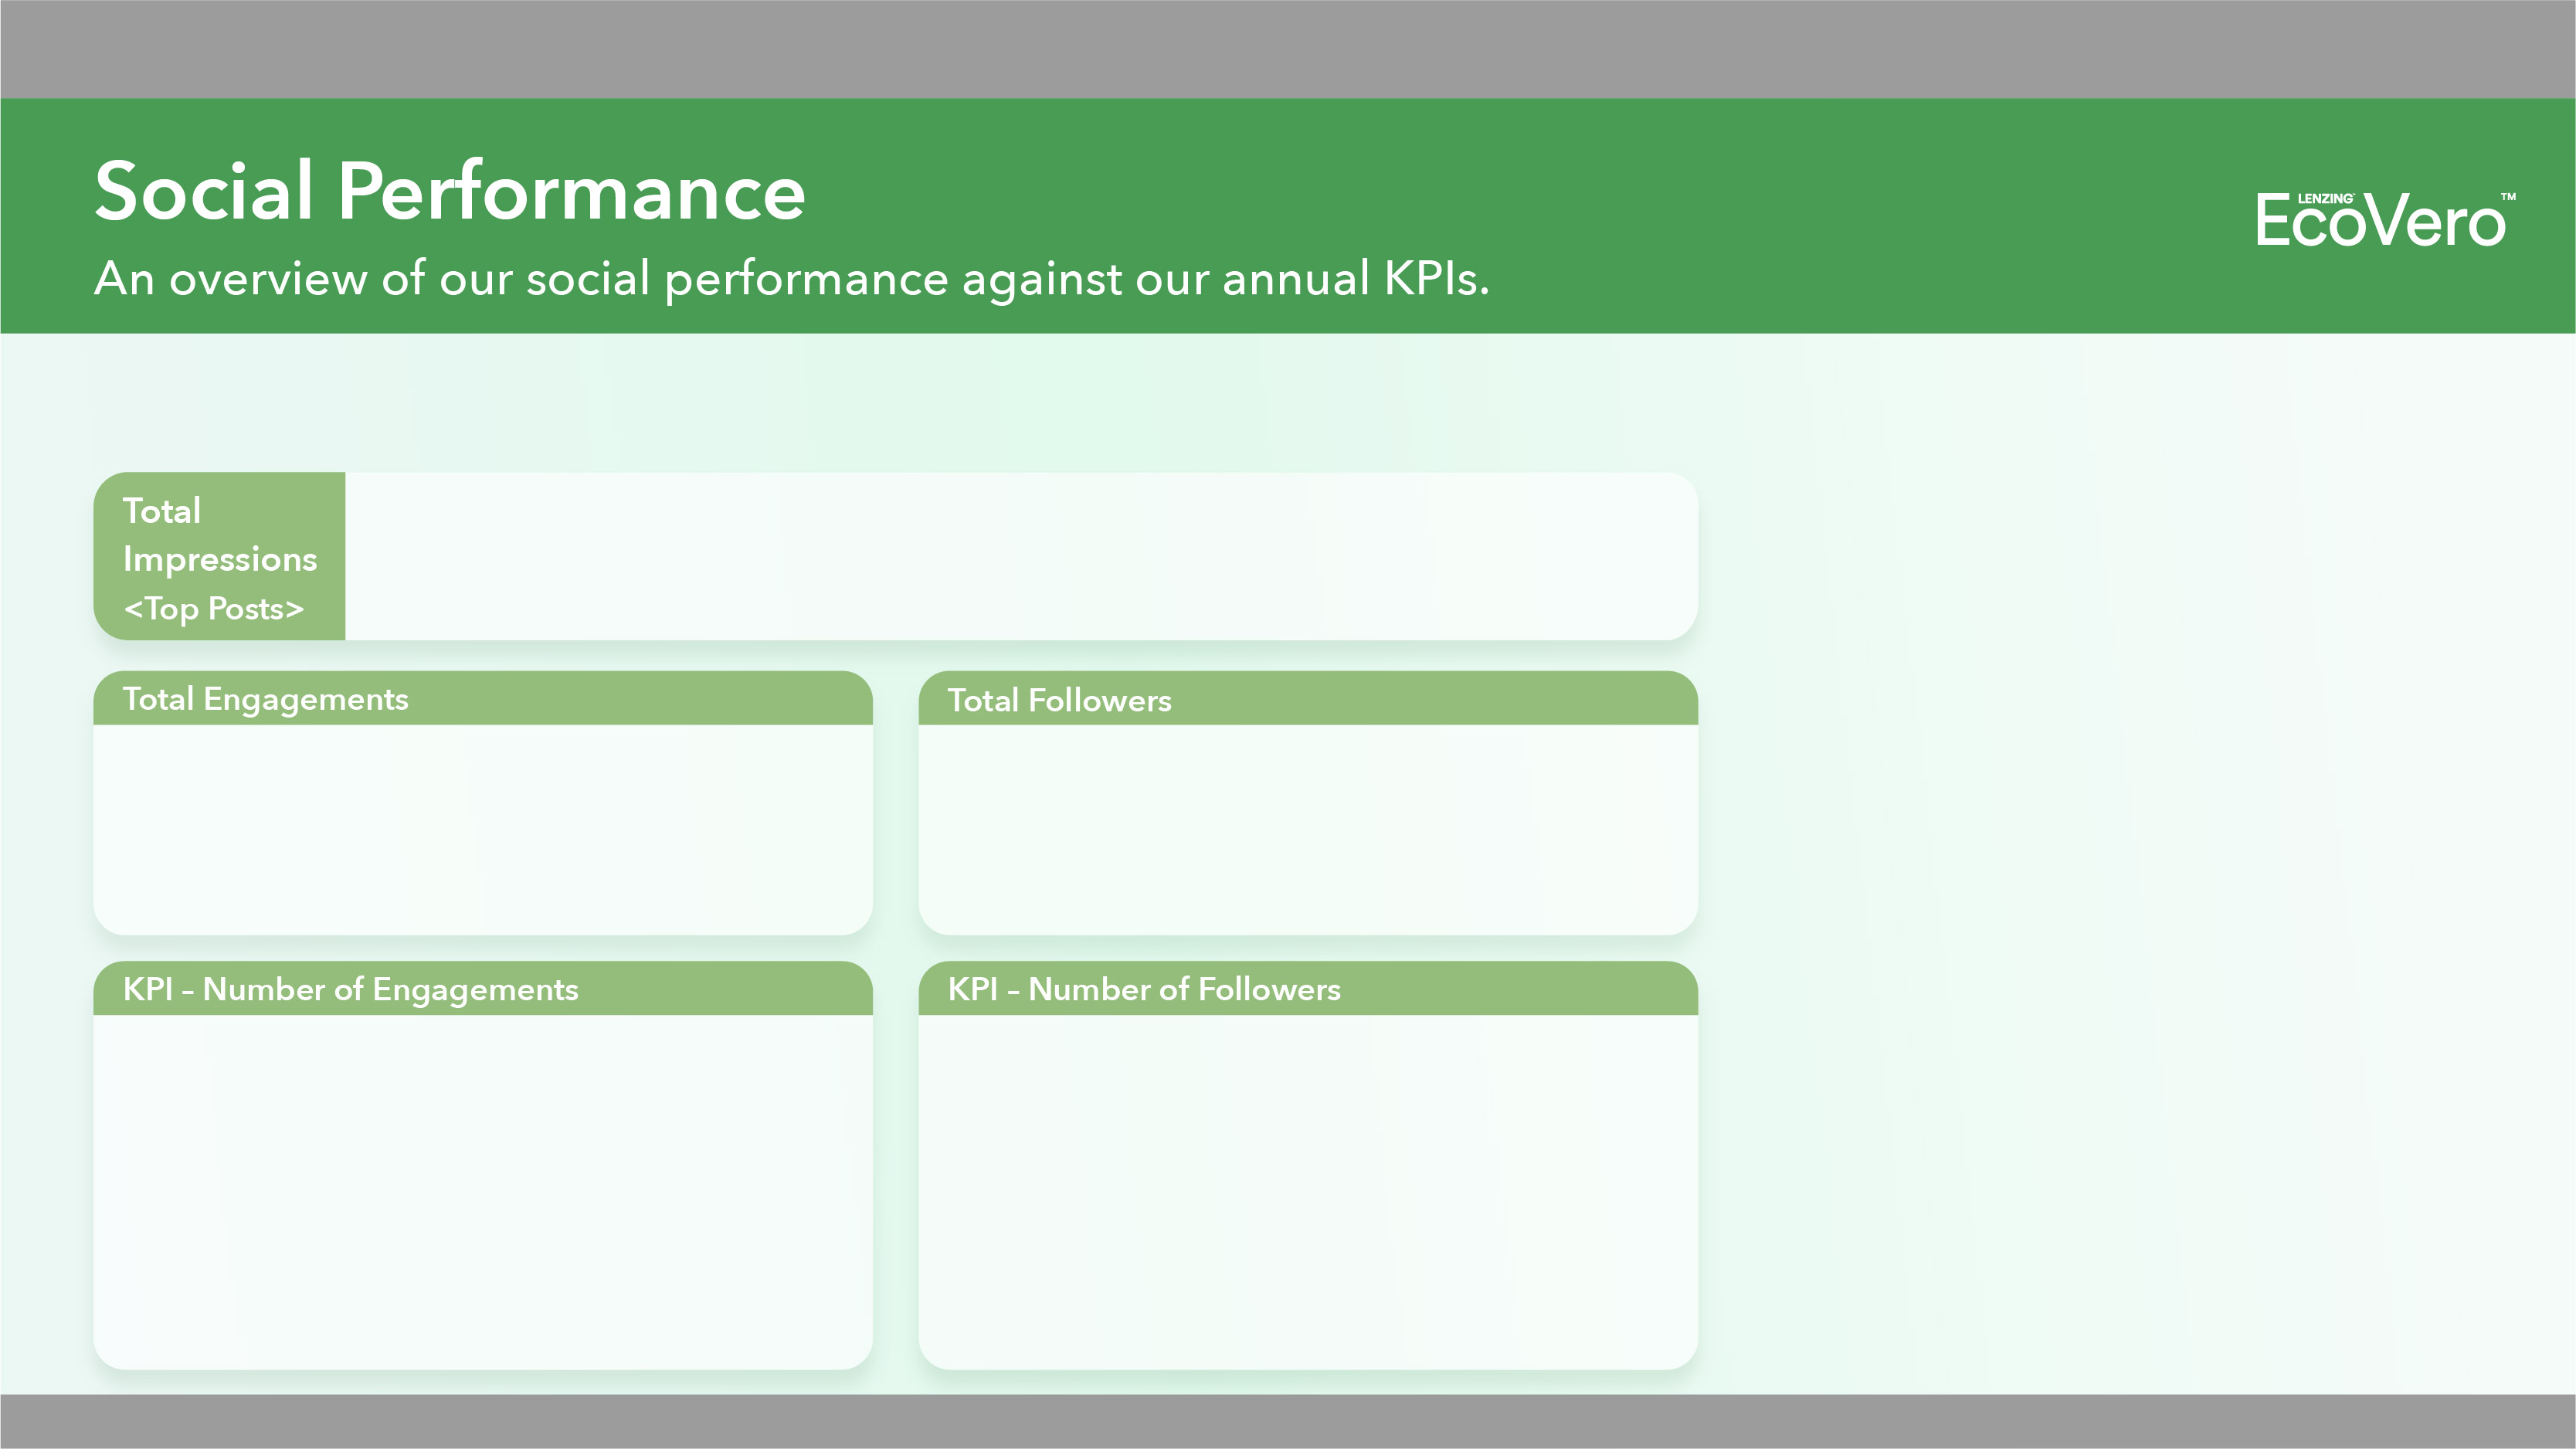 Social Performance
An overview of our social performance against our annual KPIs.
LENZING™
EcoVero™
Total
Impressions
<Top Posts>
Total Engagements
Total Followers
KPI – Number of Engagements
KPI – Number of Followers